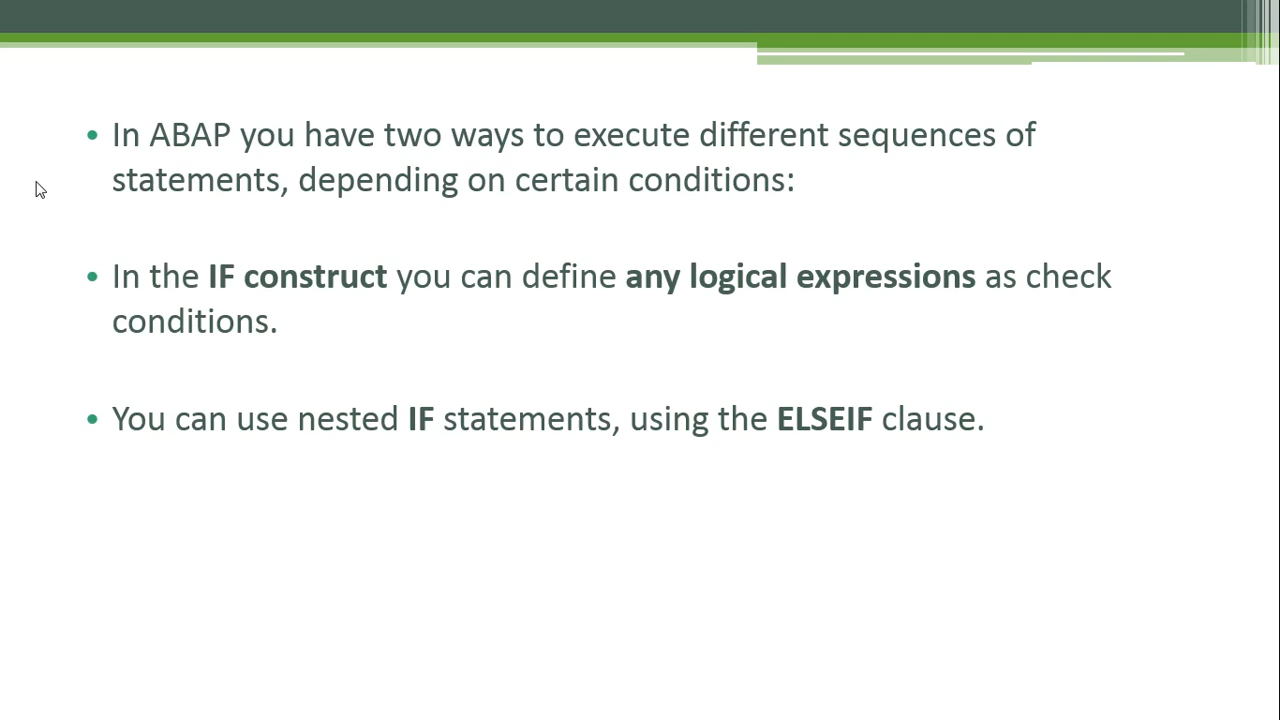 • In ABAP you have two ways to execute different sequences of
statements, depending on certain conditions:
• In the IF construct you can define any logical expressions as check
conditions.
• You can use nested IF statements, using the ELSEIF clause.